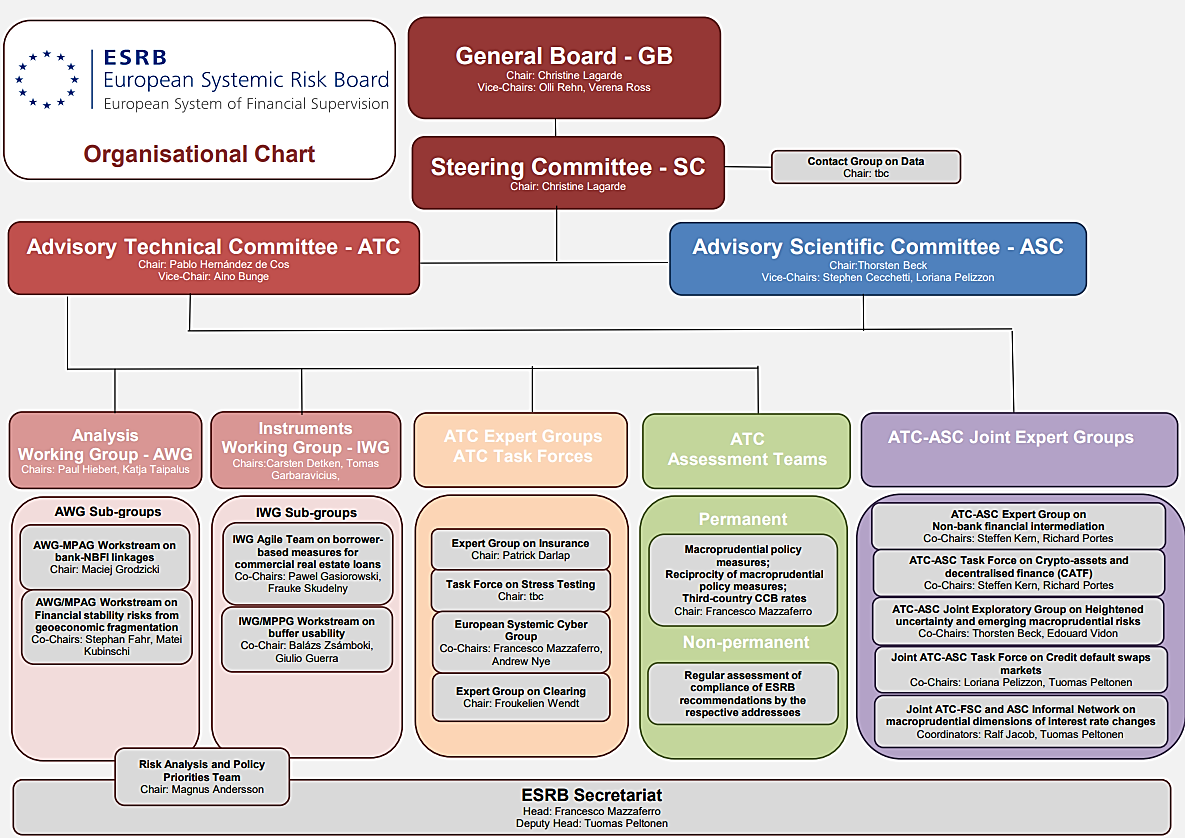 ESRB
European Systemic Risk Board
European System of Financial Supervision
Organisational Chart
General Board - GB
Chair: Christine Lagarde
Vice-Chairs: Olli Rehn, Verena Ross
Steering Committee - SC
Chair: Christine Lagarde
Contact Group on Data
Chair: tbc
Advisory Technical Committee - ATC
Chair: Pablo Hernández de Cos
Vice-Chair: Aino Bunge
Advisory Scientific Committee - ASC
Chair:Thorsten Beck
Vice-Chairs: Stephen Cecchetti, Loriana Pelizzon
Analysis
Working Group - AWG
Chairs: Paul Hiebert, Katja Taipalus
Instruments
Working Group - IWG
Chairs:Carsten Detken, Tomas
Garbaravicius,
ATC Expert Groups
ATC Task Forces
ATC
Assessment Teams
ATC-ASC Joint Expert Groups
AWG Sub-groups
AWG-MPAG Workstream on
bank-NBFI linkages
Chair: Maciej Grodzicki
AWG/MPAG Workstream on
Financial stability risks from
geoeconomic fragmentation
Co-Chairs: Stephan Fahr, Matei
Kubinschi
IWG Sub-groups
IWG Agile Team on borrower-
based measures for
commercial real estate loans
Co-Chairs: Pawel Gasiorowski,
Frauke Skudelny
IWG/MPPG Workstream on
buffer usability
Co-Chair: Balázs Zsámboki,
Giulio Guerra
Expert Group on Insurance
Chair: Patrick Darlap
Task Force on Stress Testing
Chair: tbc
European Systemic Cyber
Group
Co-Chairs: Francesco Mazzaferro,
Andrew Nye
Expert Group on Clearing
Chair: Froukelien Wendt
Permanent
Macroprudential policy
measures;
Reciprocity of macroprudential
policy measures;
Third-country CCB rates
Chair: Francesco Mazzaferro
Non-permanent
Regular assessment of
compliance of ESRB
recommendations by the
respective addressees
ATC-ASC Expert Group on
Non-bank financial intermediation
Co-Chairs: Steffen Kern, Richard Portes
ATC-ASC Task Force on Crypto-assets and
decentralised finance (CATF)
Co-Chairs: Steffen Kern, Richard Portes
ATC-ASC Joint Exploratory Group on Heightened
uncertainty and emerging macroprudential risks
Co-Chairs: Thorsten Beck, Edouard Vidon
Joint ATC-ASC Task Force on Credit default swaps
markets
Co-Chairs: Loriana Pelizzon, Tuomas Peltonen
Joint ATC-FSC and ASC Informal Network on
macroprudential dimensions of interest rate changes
Coordinators: Ralf Jacob, Tuomas Peltonen
Risk Analysis and Policy
Priorities Team
Chair: Magnus Andersson
ESRB Secretariat
Head: Francesco Mazzaferro
Deputy Head: Tuomas Peltonen